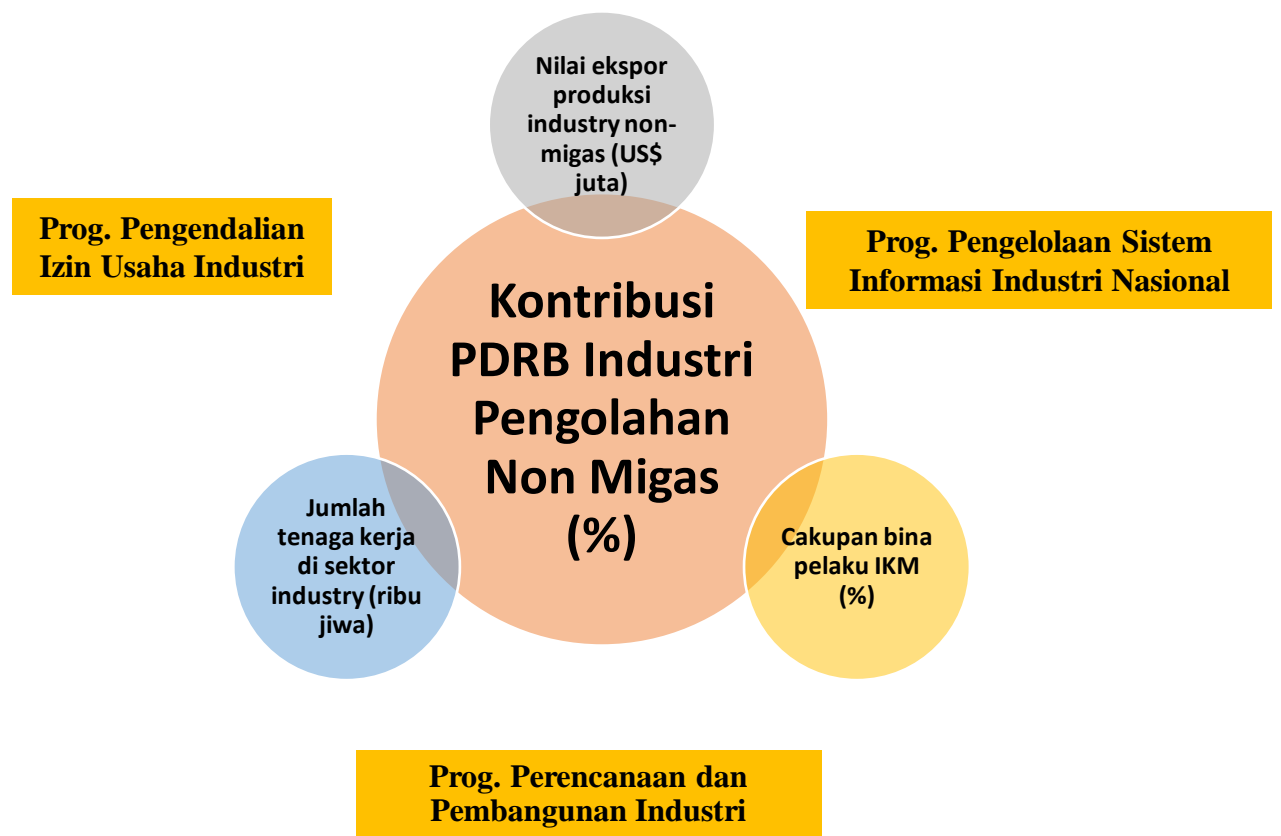 Nilai ekspor
produksi
industry non-
migas (US$
juta)
Prog. Pengendalian
Izin Usaha Industri
Prog. Pengelolaan Sistem
Informasi Industri Nasional
Kontribusi
PDRB Industri
Pengolahan
Non Migas
(%)
Jumlah
tenaga kerja
di sektor
industry (ribu
jiwa)
Cakupan bina
pelaku IKM
(%)
Prog. Perencanaan dan
Pembangunan Industri